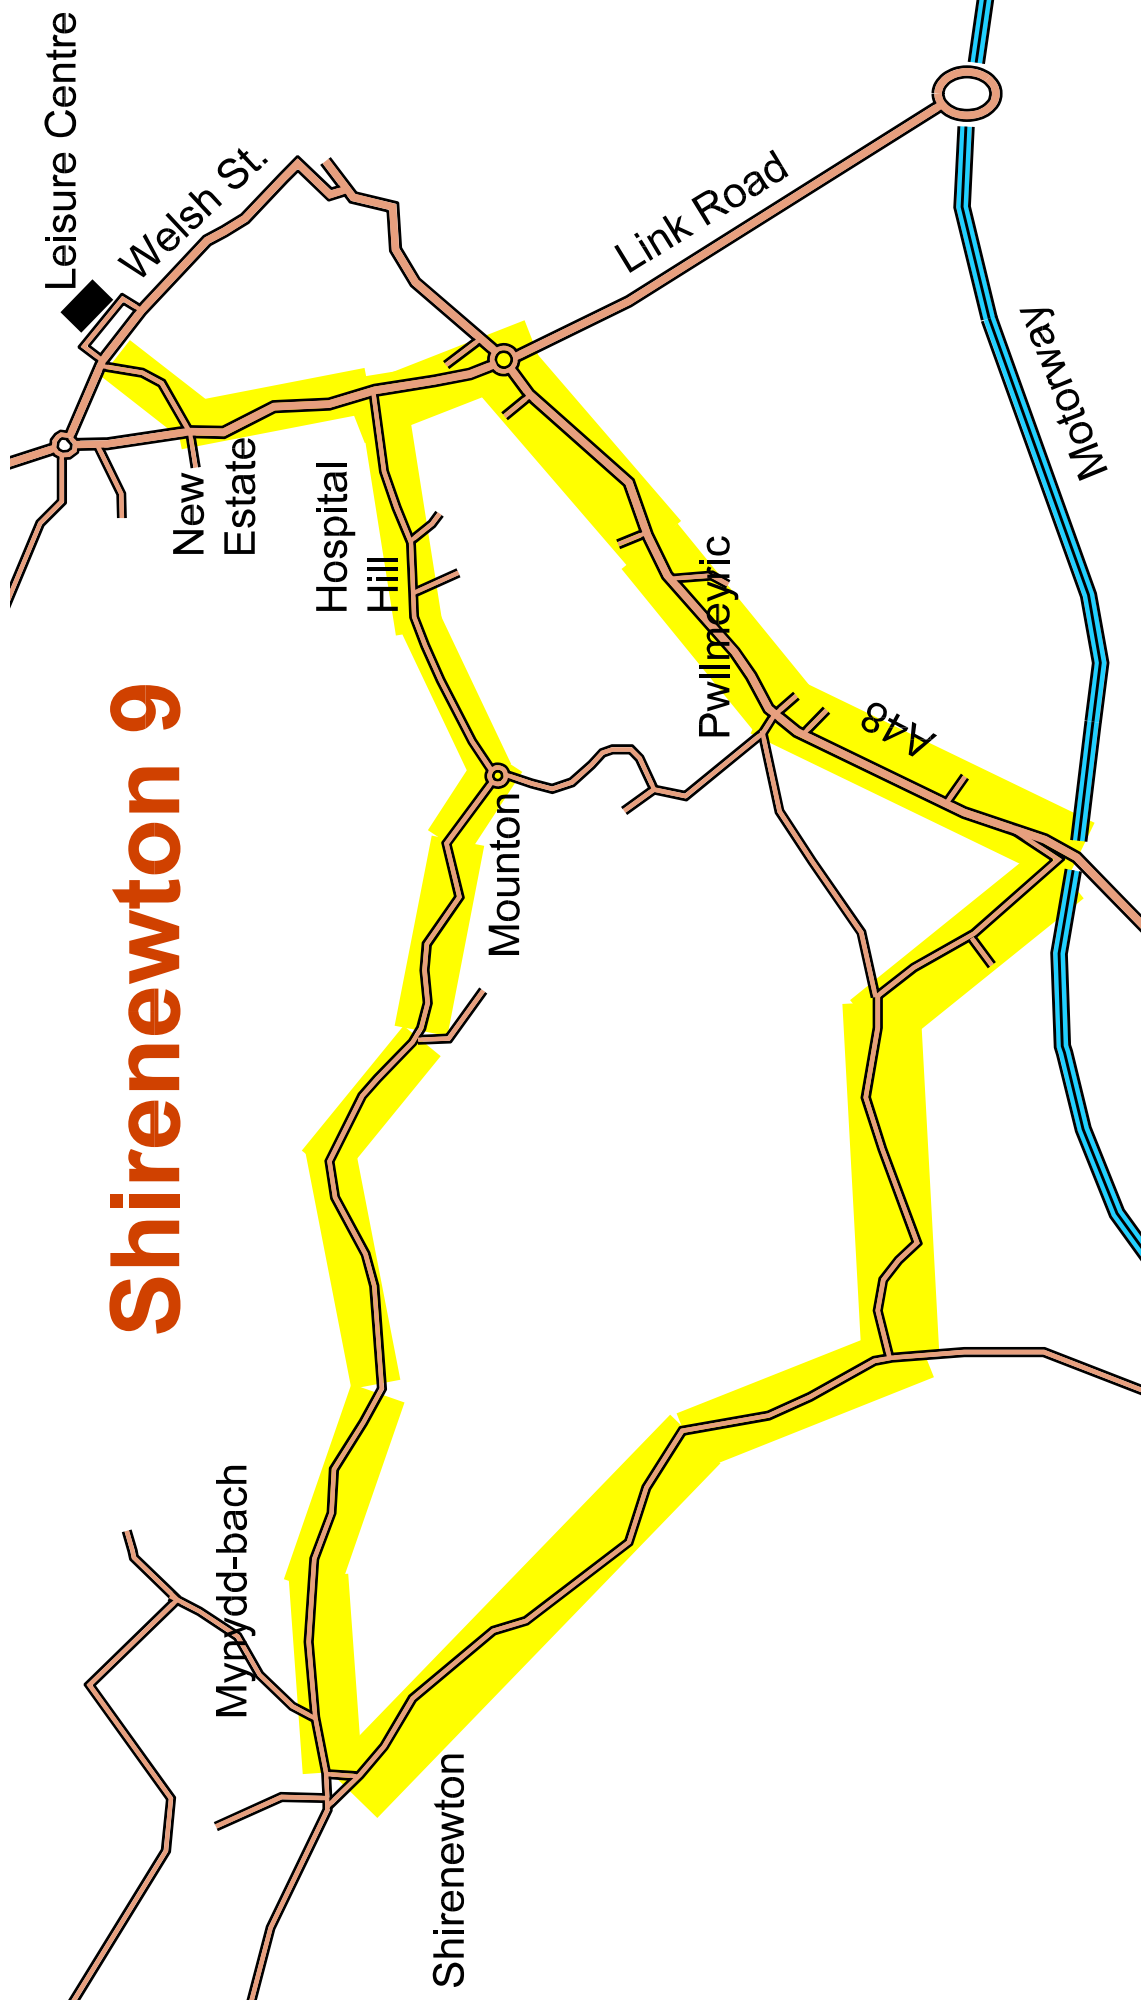 Shirenewton 9
Leisure Centre
Welsh St.
New
Estate
Hospital
Hill
Link Road
Motorway
Pwllmeyric
A48
Mounton
Mynydd-bach
Shirenewton